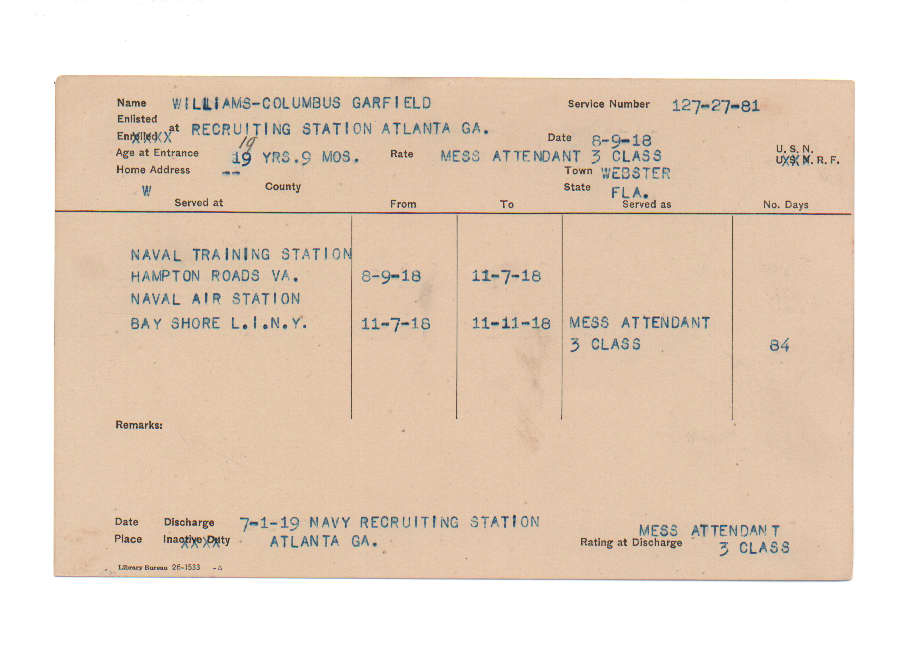 Name WILLIAMS-COLUMBUS GARFIELD Service Number 127-27-81
Enlisted
Enrolled at RECRUITING STATION ATLANTA GA. Date 8-9-18
19
Age at Entrance 19 YRS. 9 MOS. Rate MESS ATTENDANT 3 CLASS U. S. N.
U. S. N. R. F.
Home Address -- Town WEBSTER
W County State FLA.
Served at From To Served as No. Days
NAVAL TRAINING STATION
HAMPTON ROADS VA. 8-9-18 11-7-18
NAVAL AIR STATION
BAY SHORE L.I.N.Y. 11-7-18 11-11-18 MESS ATTENDANT
3 CLASS 84
Remarks:
Date Discharge 7-1-19 NAVY RECRUITING STATION
Place Inactive Duty ATLANTA GA. Rating at Discharge MESS ATTENDANT
3 CLASS
Library Bureau 26-1533